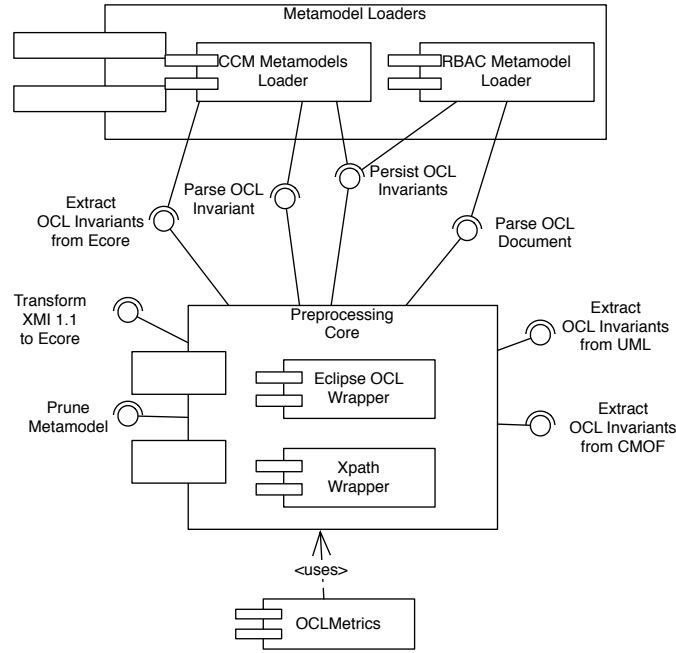 Metamodel Loaders
CCM Metamodels
Loader
RBAC Metamodel
Loader
Extract
OCL Invariants
from Ecore
Parse OCL
Invariant
Persist OCL
Invariants
Parse OCL
Document
Transform
XMI 1.1
to Ecore
Prune
Metamodel
Preprocessing
Core
Eclipse OCL
Wrapper
Xpath
Wrapper
Extract
OCL Invariants
from UML
Extract
OCL Invariants
from CMOF
<uses>
OCLMetrics